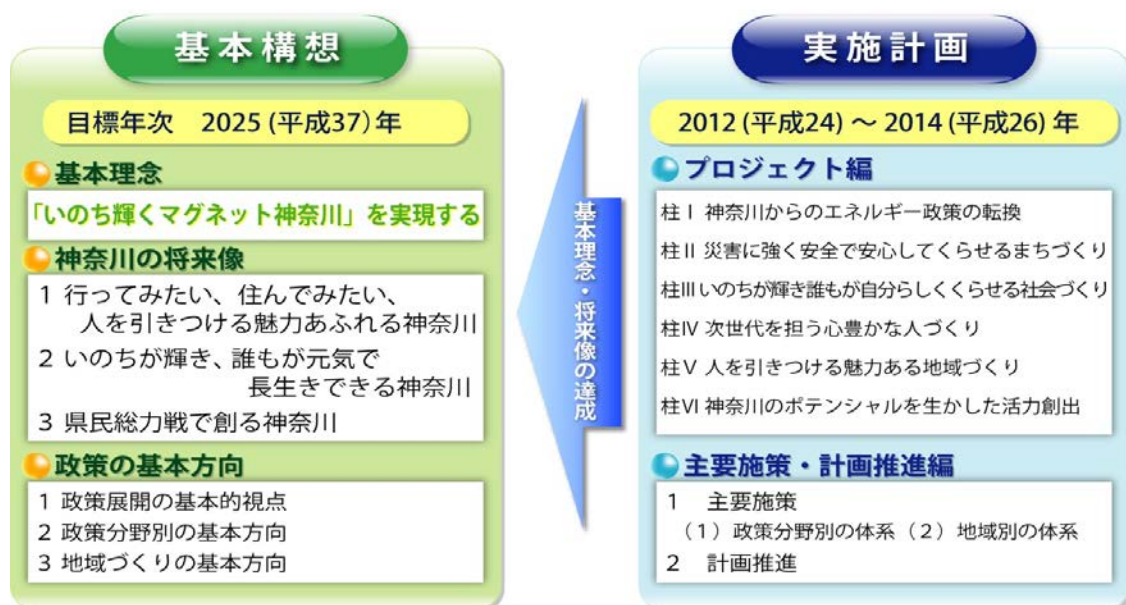 基本構想
目標年次 2025(平成37)年
基本理念
「いのち輝くマグネット神奈川」を実現する
神奈川の将来像
1 行ってみたい、住んでみたい、
人を引きつける魅力あふれる神奈川
2 いのちが輝き、誰もが元気で
長生きできる神奈川
3 県民総力戦で創る神奈川
政策の基本方向
1 政策展開の基本的視点
2 政策分野別の基本方向
3 地域づくりの基本方向
基本理念・将来像の達成
実施計画
2012(平成24)~2014(平成26)年
プロジェクト編
柱Ⅰ 神奈川からのエネルギー政策の転換
柱Ⅱ 災害に強く安全で安心してくらせるまちづくり
柱Ⅲ いのちが輝き誰もが自分らしくくらせる社会づくり
柱Ⅳ 次世代を担う心豊かな人づくり
柱Ⅴ 人を引きつける魅力ある地域づくり
柱Ⅵ 神奈川のポテンシャルを生かした活力創出
主要施策・計画推進編
1 主要施策
(1)政策分野別の体系(2)地域別の体系
2 計画推進